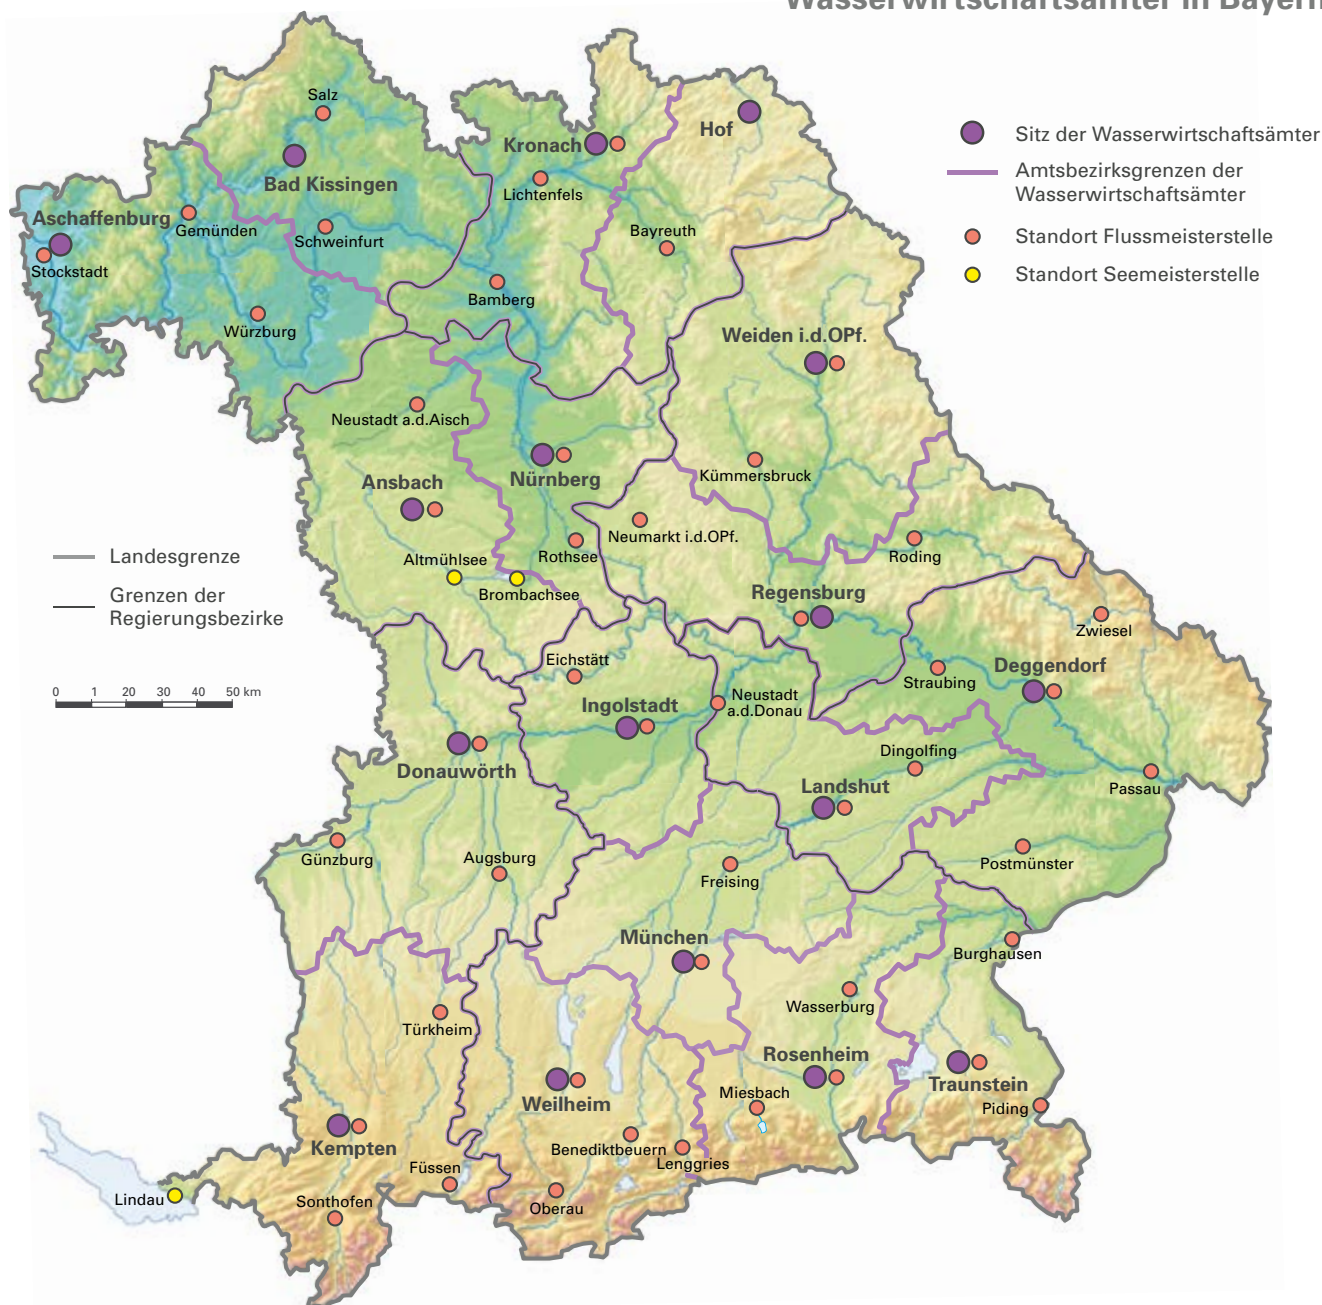 Wasserwirtschaftsämter in Bayern
Sitz der Wasserwirtschaftsämter
Amtsbezirksgrenzen der
Wasserwirtschaftsämter
Standort Flussmeisterstelle
Standort Seemeisterstelle
Salz
Hof
Kronach
Bad Kissingen
Lichtenfels
Aschaffenburg
Gemünden
Schweinfurt
Bayreuth
Stockstadt
Bamberg
Würzburg
Weiden i.d.OPf.
Neustadt a.d.Aisch
Kümmersbruck
Ansbach
Nürnberg
Neumarkt i.d.OPf.
Rothsee
Roding
Landesgrenze
Altmühlsee
Brombachsee
Grenzen der
Regierungsbezirke
Regensburg
Zwiesel
Eichstätt
Deggendorf
Straubing
0 1 20 30 40 50 km
Ingolstadt
Neustadt
a.d.Donau
Dingolfing
Donauwörth
Landshut
Passau
Günzburg
Augsburg
Freising
Postmünster
München
Burghausen
Wasserburg
Türkheim
Rosenheim
Traunstein
Miesbach
Weilheim
Piding
Kempten
Benediktbeuern
Lenggries
Füssen
Lindau
Sonthofen
Oberau